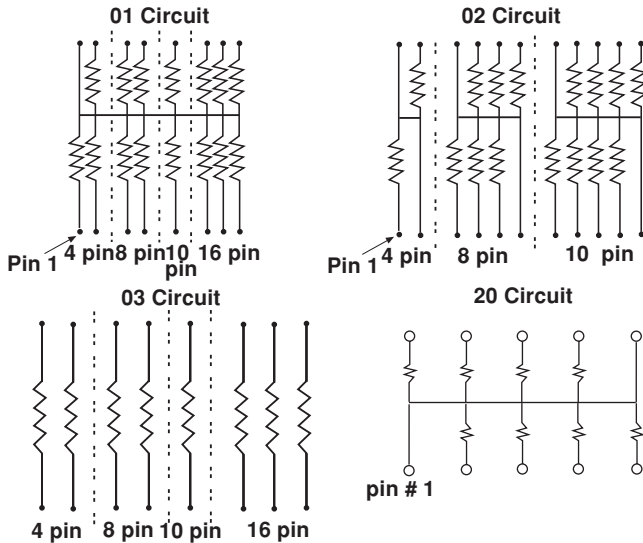 01 Circuit
02 Circuit
Pin 1
4 pin
8 pin
10 pin
16 pin
Pin 1
4 pin
8 pin
10 pin
03 Circuit
20 Circuit
4 pin
8 pin
10 pin
16 pin
pin # 1